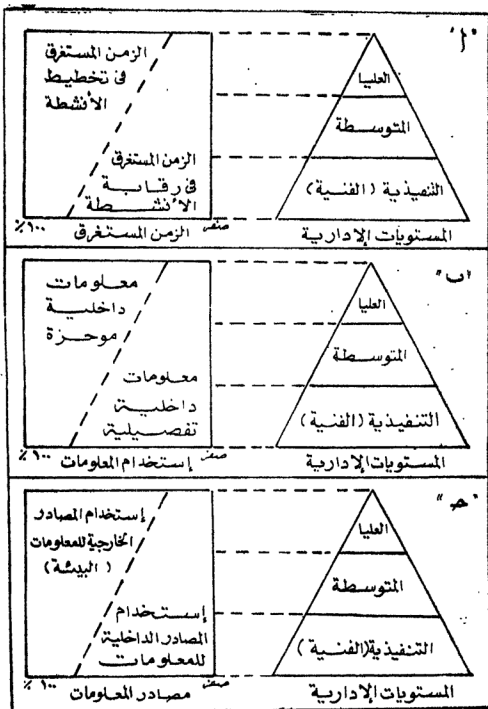 "أ"
العليا
المتوسطة
التنفيذية (الفنية)
المستويات الإدارية
الزمن المستغرق
فى تخطيط
الأنشطة
الزمن المستغرق
فى رقابة
الأنشطة
صفر
١٠٠ ٪
الزمن المستغرق
"ب"
العليا
المتوسطة
التنفيذية (الفنية)
المستويات الإدارية
معلومات
داخلية
موجزة
معلومات
داخلية
تفصيلية
صفر
١٠٠ ٪
إستخدام المعلومات
"حـ"
العليا
المتوسطة
التنفيذية (الفنية)
المستويات الإدارية
إستخدام المصادر
الخارجية للمعلومات
(البيئة)
إستخدام
المصادر الداخلية
للمعلومات
صفر
١٠٠ ٪
مصادر المعلومات